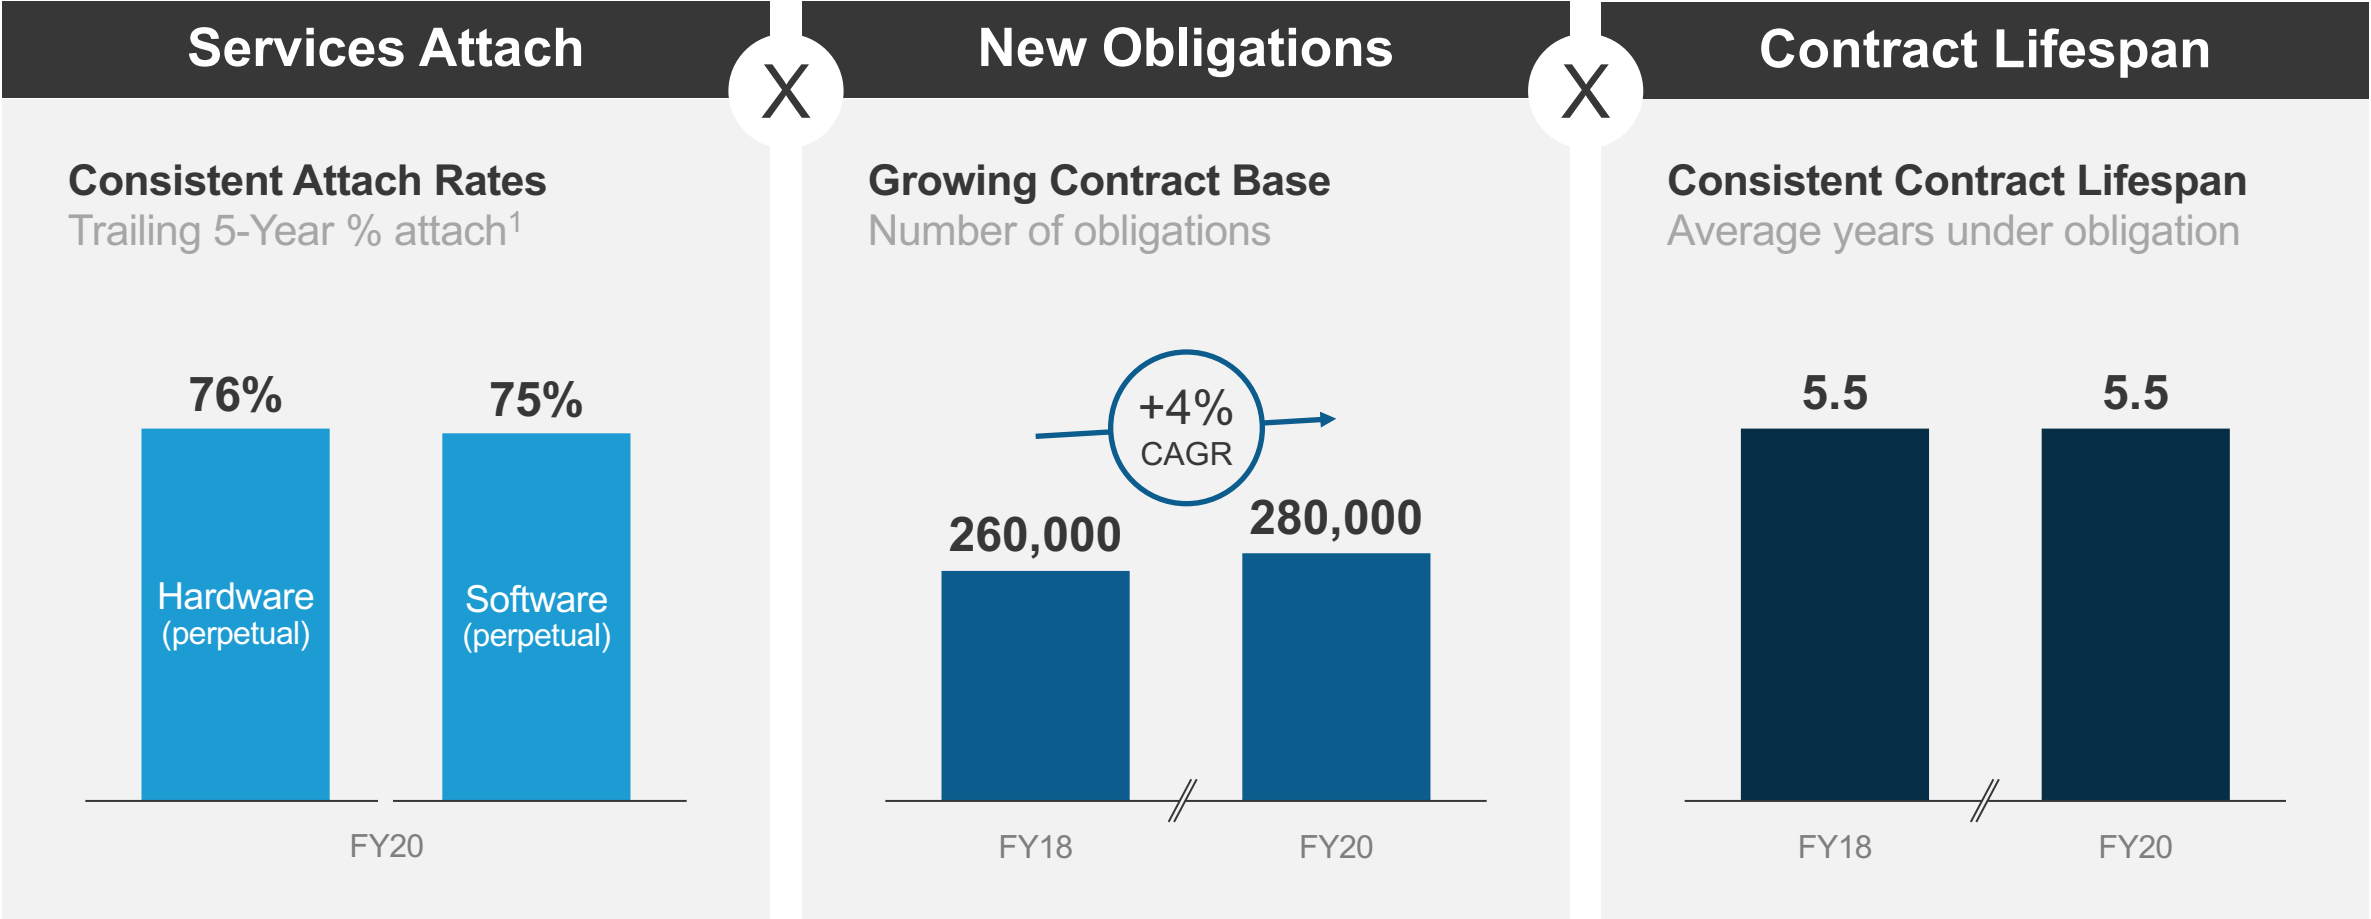 Services Attach
X
New Obligations
X
Contract Lifespan
Consistent Attach Rates
Trailing 5-Year % attach1
76%
75%
Hardware
(perpetual)
Software
(perpetual)
FY20
Growing Contract Base
Number of obligations
+4%
CAGR
260,000
280,000
FY18
FY20
Consistent Contract Lifespan
Average years under obligation
5.5
5.5
FY18
FY20